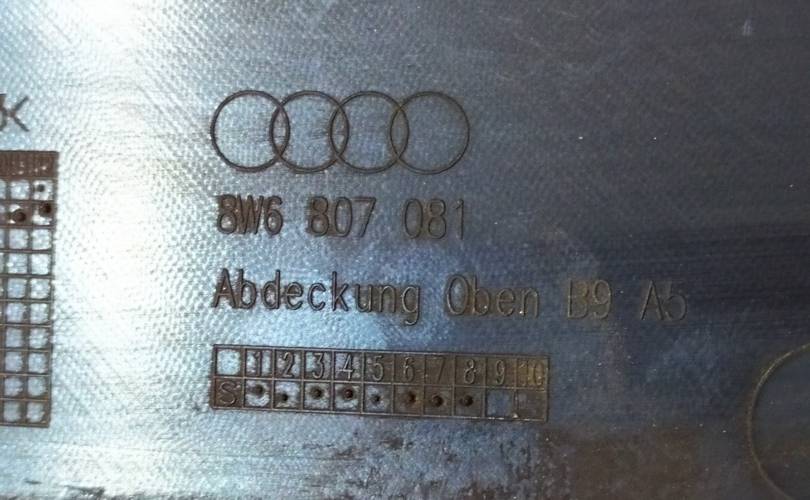 8W6 807 081
Abdeckung Oben B9 A5
1 2 3 4 5 6 7 8 9 10
S